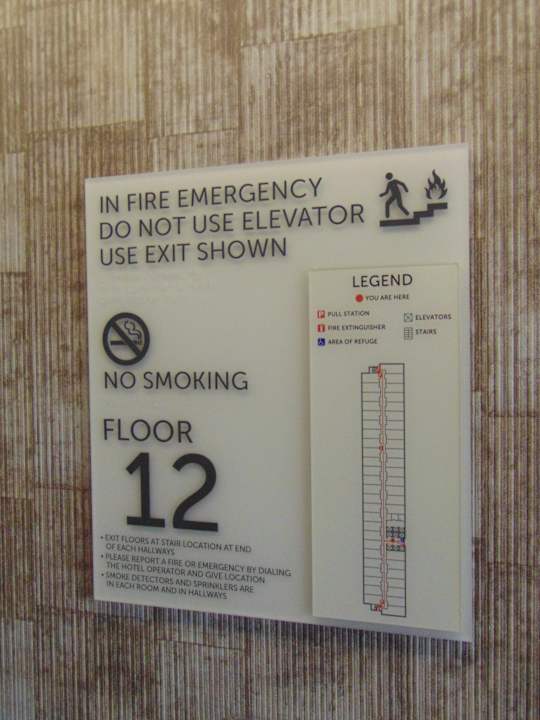 IN FIRE EMERGENCY
DO NOT USE ELEVATOR
USE EXIT SHOWN
NO SMOKING
FLOOR
12
• EXIT FLOORS AT STAIR LOCATION AT END
OF EACH HALLWAYS
• PLEASE REPORT A FIRE OR EMERGENCY BY DIALING
THE HOTEL OPERATOR AND GIVE LOCATION
• SMOKE DETECTORS AND SPRINKLERS ARE
IN EACH ROOM AND IN HALLWAYS
LEGEND
YOU ARE HERE
PULL STATION
FIRE EXTINGUISHER
AREA OF REFUGE
ELEVATORS
STAIRS